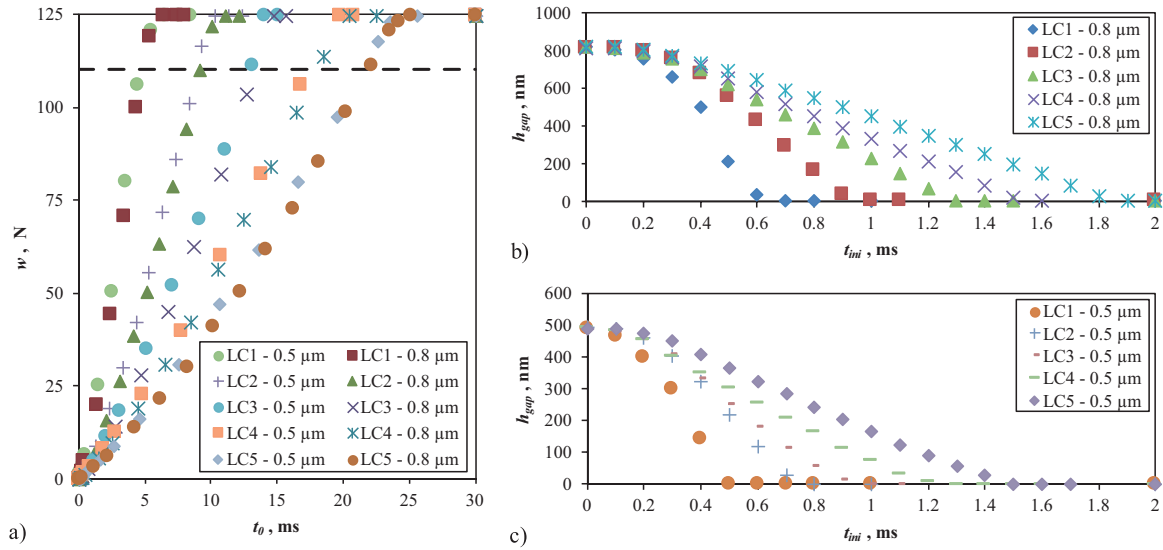 125
100
75
50
25
0
w , N
0 5 10 15 20 25 30
t0 , ms
LC1 - 0.5 µm LC1 - 0.8 µm
LC2 - 0.5 µm LC2 - 0.8 µm
LC3 - 0.5 µm LC3 - 0.8 µm
LC4 - 0.5 µm LC4 - 0.8 µm
LC5 - 0.5 µm LC5 - 0.8 µm
a)
1000
800
600
400
200
0
hgap, nm
0 0.2 0.4 0.6 0.8 1 1.2 1.4 1.6 1.8 2
tini , ms
LC1 - 0.8 µm
LC2 - 0.8 µm
LC3 - 0.8 µm
LC4 - 0.8 µm
LC5 - 0.8 µm
b)
600
500
400
300
200
100
0
hgap, nm
0 0.2 0.4 0.6 0.8 1 1.2 1.4 1.6 1.8 2
tini , ms
LC1 - 0.5 µm
LC2 - 0.5 µm
LC3 - 0.5 µm
LC4 - 0.5 µm
LC5 - 0.5 µm
c)